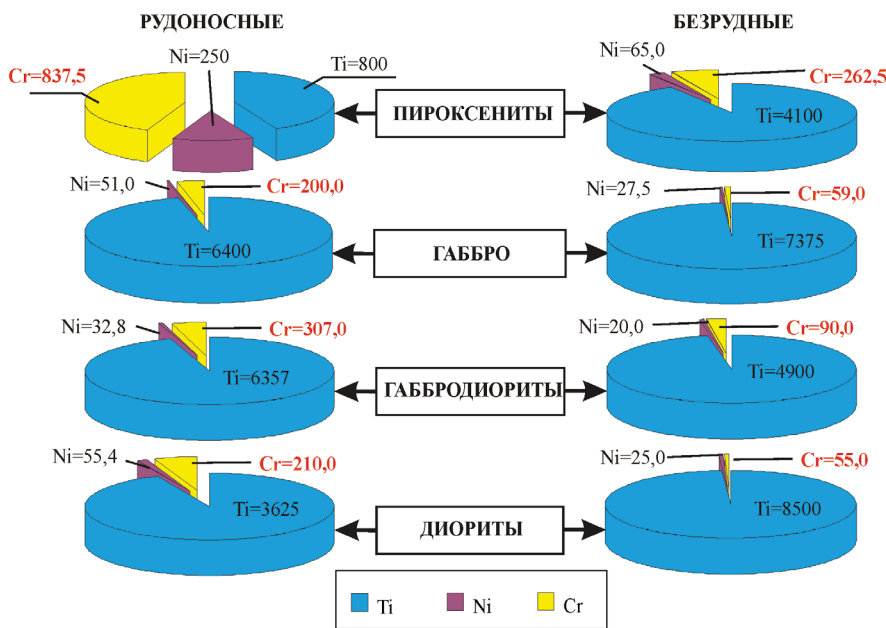 РУДОНОСНЫЕ
БЕЗРУДНЫЕ
Ni=250
Cr=837,5
Ti=800
ПИРОКСЕНИТЫ
Ni=65,0
Cr=262,5
Ti=4100
Ni=51,0
Cr=200,0
Ti=6400
ГАББРО
Ni=27,5
Cr=59,0
Ti=7375
Ni=32,8
Cr=307,0
Ti=6357
ГАББРОДИОРИТЫ
Ni=20,0
Cr=90,0
Ti=4900
Ni=55,4
Cr=210,0
Ti=3625
ДИОРИТЫ
Ni=25,0
Cr=55,0
Ti=8500
Ti Ni Cr